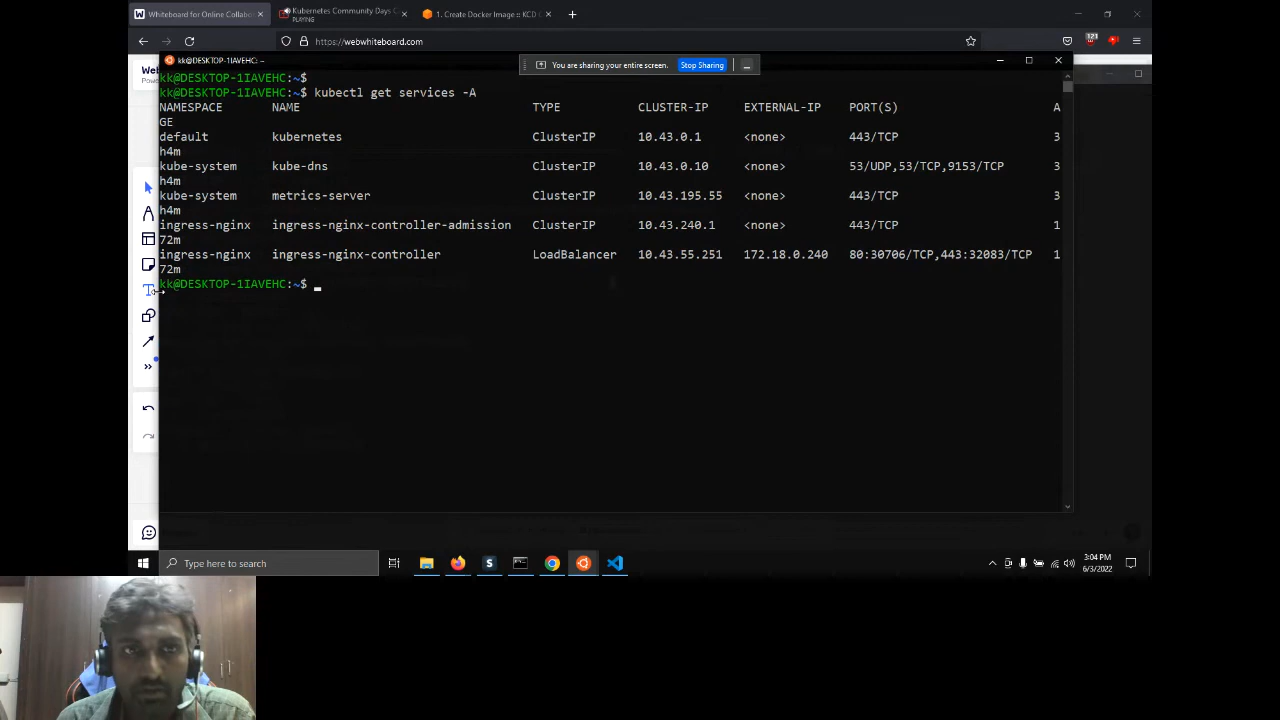 Whiteboard for Online Collabo
Kubernetes Community Days C
PLAYING
1. Create Docker Image :: KCD C
https://webwhiteboard.com
121
kk@DESKTOP-1IAVEHC: ~
You are sharing your entire screen.
Stop Sharing
kk@DESKTOP-1IAVEHC:~$
kk@DESKTOP-1IAVEHC:~$ kubectl get services -A
NAMESPACE NAME TYPE CLUSTER-IP EXTERNAL-IP PORT(S) A
GE
default kubernetes ClusterIP 10.43.0.1 <none> 443/TCP 3
h4m
kube-system kube-dns ClusterIP 10.43.0.10 <none> 53/UDP,53/TCP,9153/TCP 3
h4m
kube-system metrics-server ClusterIP 10.43.195.55 <none> 443/TCP 3
h4m
ingress-nginx ingress-nginx-controller-admission ClusterIP 10.43.240.1 <none> 443/TCP 1
72m
ingress-nginx ingress-nginx-controller LoadBalancer 10.43.55.251 172.18.0.240 80:30706/TCP,443:32083/TCP 1
72m
kk@DESKTOP-1IAVEHC:~$
Type here to search
3:04 PM
6/3/2022